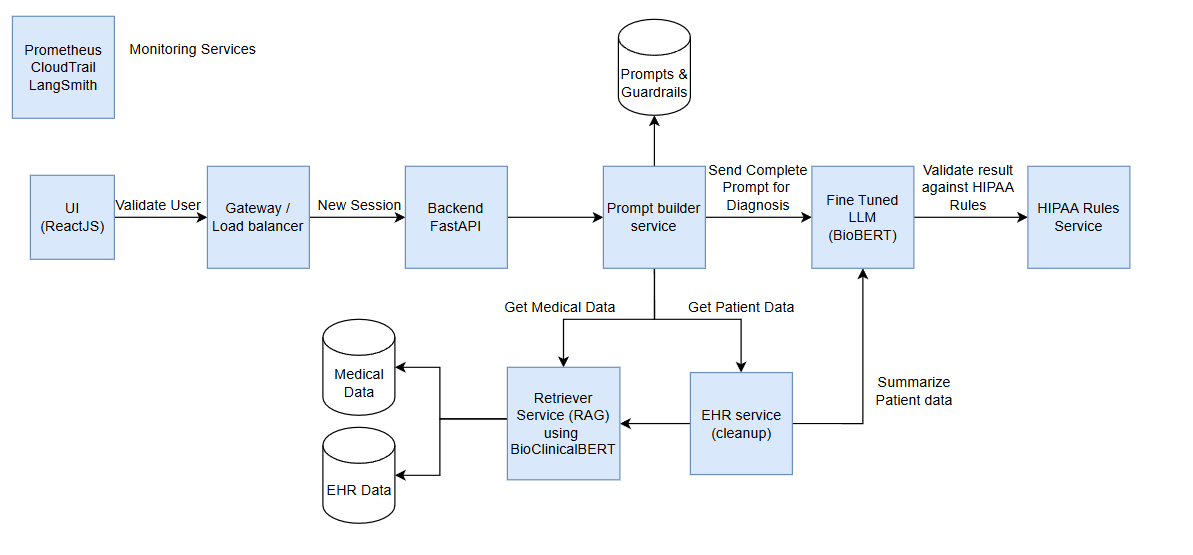 Prometheus
CloudTrail
LangSmith
Monitoring Services
Prompts &
Guardrails
UI
(ReactJS)
Validate User
Gateway /
Load balancer
New Session
Backend
FastAPI
Prompt builder
service
Send Complete
Prompt for
Diagnosis
Fine Tuned
LLM
(BioBERT)
Validate result
against HIPAA
Rules
HIPAA Rules
Service
Get Medical Data
Get Patient Data
Medical
Data
EHR Data
Retriever
Service (RAG)
using
BioClinicalBERT
EHR service
(cleanup)
Summarize
Patient data